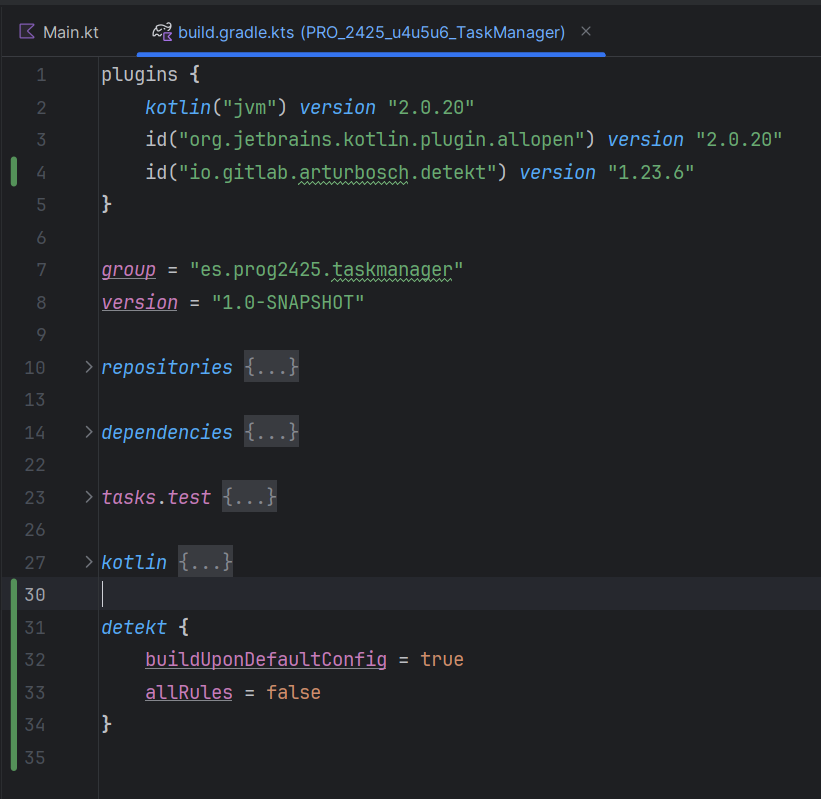 Main.kt
build.gradle.kts (PRO_2425_u4u5u6_TaskManager)
1 plugins {
2 kotlin("jvm") version "2.0.20"
3 id("org.jetbrains.kotlin.plugin.allopen") version "2.0.20"
4 id("io.gitlab.arturbosch.detekt") version "1.23.6"
5 }
6
7 group = "es.prog2425.taskmanager"
8 version = "1.0-SNAPSHOT"
9
10 repositories {...}
13
14 dependencies {...}
22
23 tasks.test {...}
26
27 kotlin {...}
30
31 detekt {
32 buildUponDefaultConfig = true
33 allRules = false
34 }
35